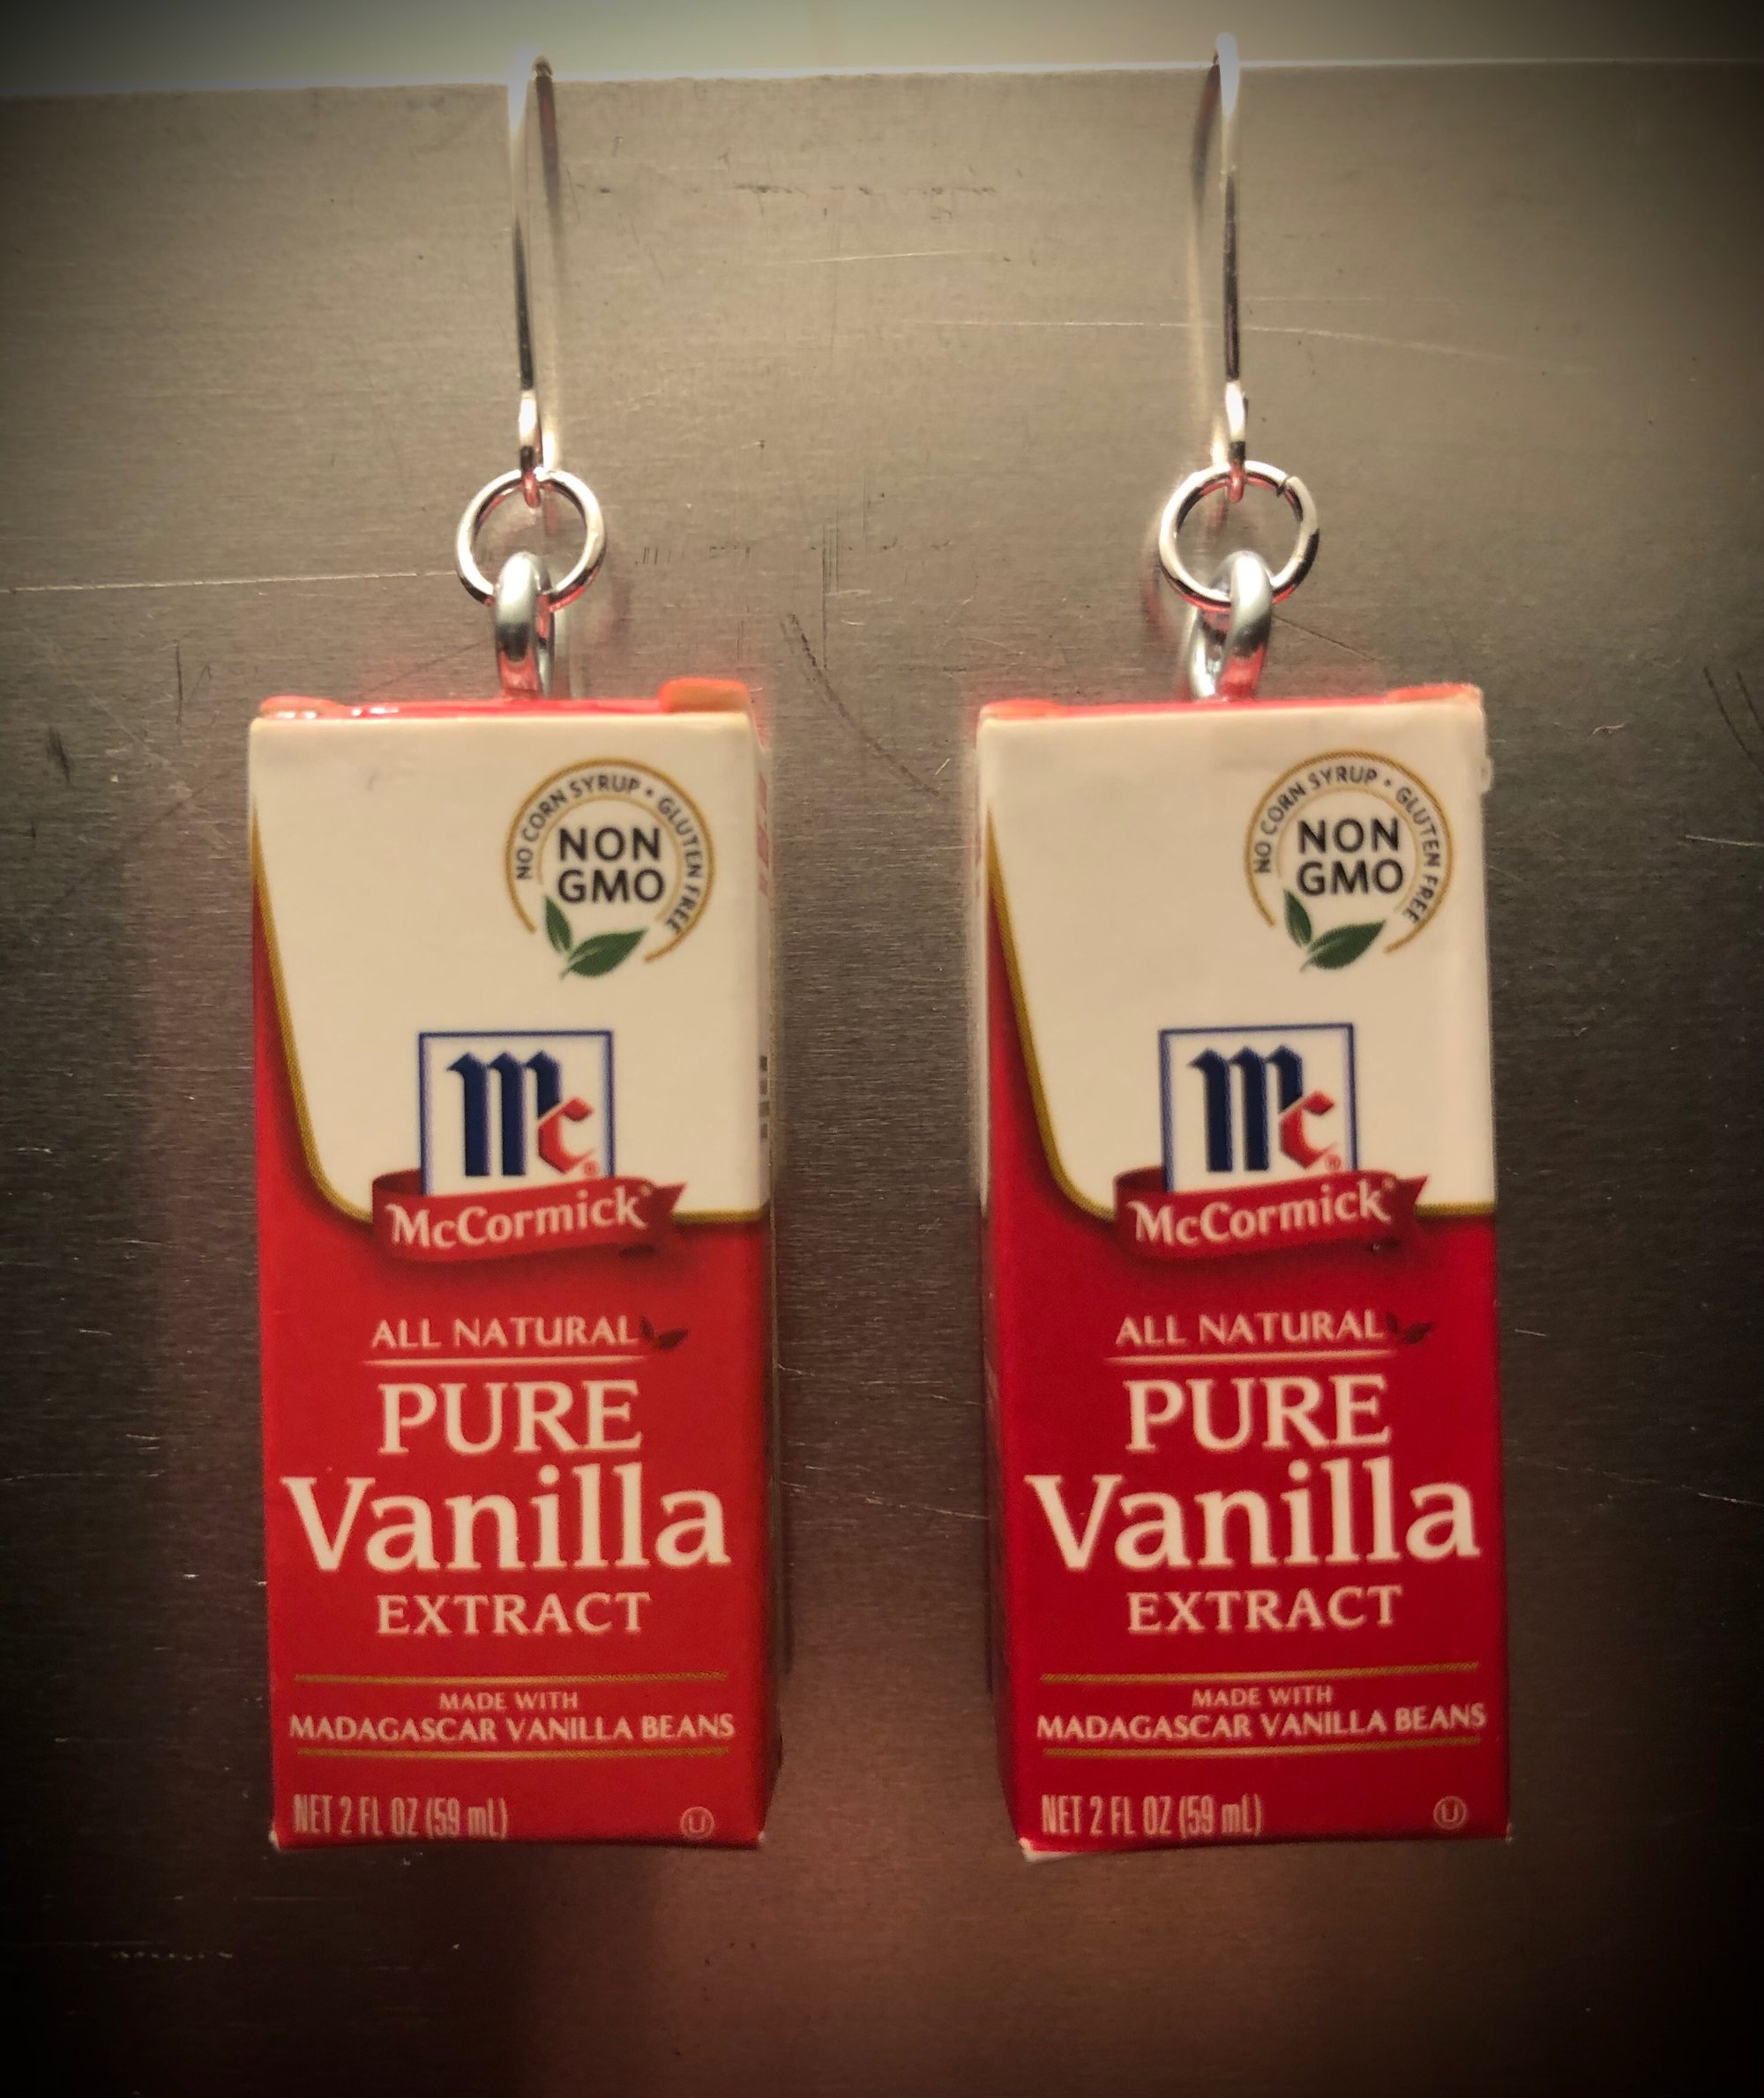 NO CORN SYRUP • GLUTEN FREE
NON
GMO
Mc®
McCormick®
ALL NATURAL
PURE
Vanilla
EXTRACT
MADE WITH
MADAGASCAR VANILLA BEANS
NET 2 FL OZ (59 mL)
U
NO CORN SYRUP • GLUTEN FREE
NON
GMO
Mc®
McCormick®
ALL NATURAL
PURE
Vanilla
EXTRACT
MADE WITH
MADAGASCAR VANILLA BEANS
NET 2 FL OZ (59 mL)
U